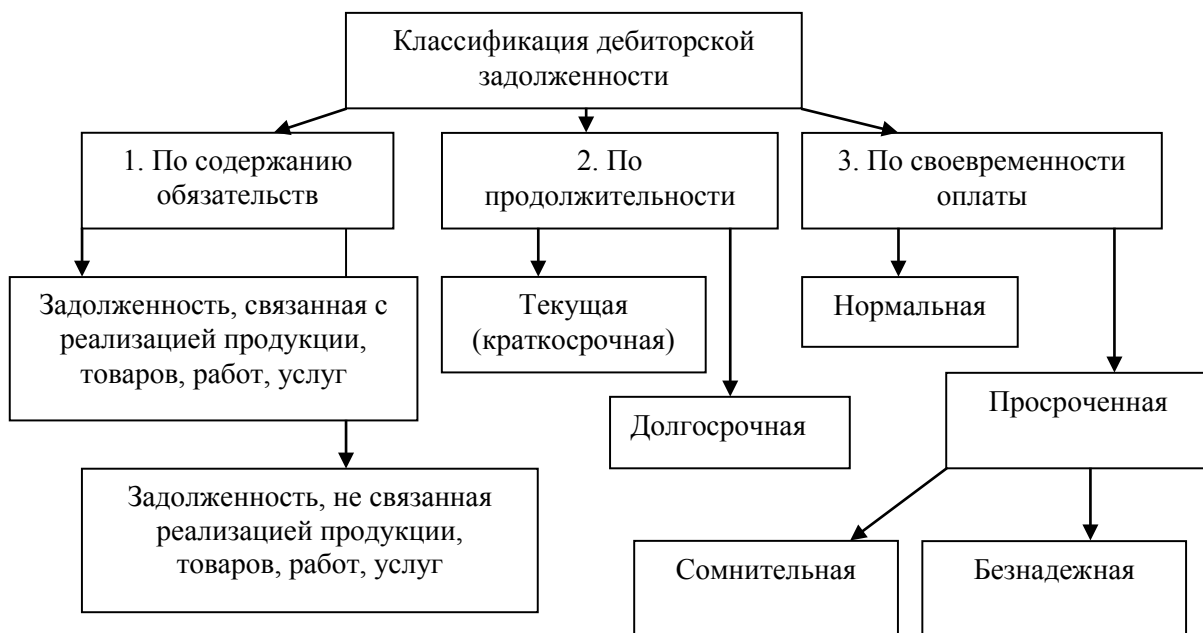 Классификация дебиторской
задолженности
1. По содержанию
обязательств
2. По
продолжительности
3. По своевременности
оплаты
Задолженность, связанная с
реализацией продукции,
товаров, работ, услуг
Текущая
(краткосрочная)
Нормальная
Долгосрочная
Просроченная
Задолженность, не связанная
реализацией продукции,
товаров, работ, услуг
Сомнительная
Безнадежная